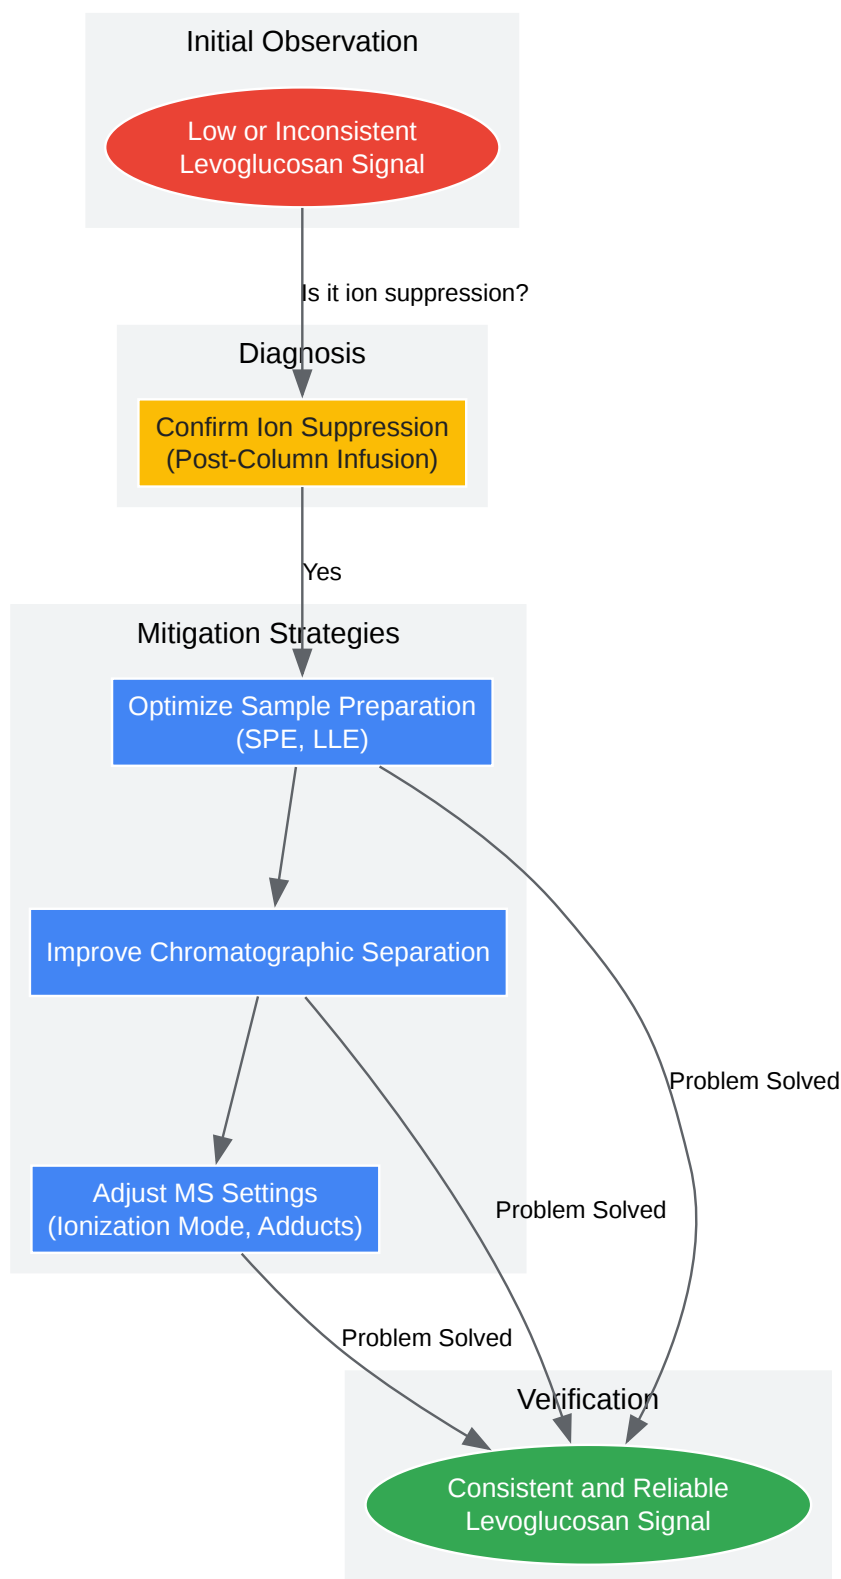 Initial Observation
Low or Inconsistent
Levoglucosan Signal
Is it ion suppression?
Diagnosis
Confirm Ion Suppression
(Post-Column Infusion)
Yes
Mitigation Strategies
Optimize Sample Preparation
(SPE, LLE)
Improve Chromatographic Separation
Problem Solved
Adjust MS Settings
(Ionization Mode, Adducts)
Problem Solved
Problem Solved
Verification
Consistent and Reliable
Levoglucosan Signal